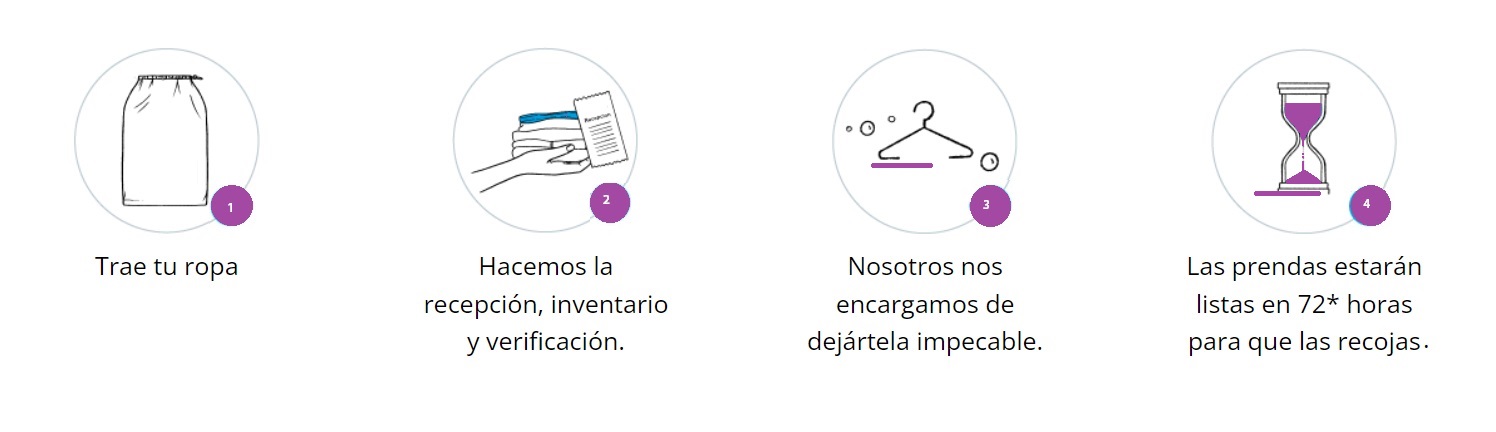 Recepción
1
2
3
4
Trae tu ropa
Hacemos la
recepción, inventario
y verificación.
Nosotros nos
encargamos de
dejártela impecable.
Las prendas estarán
listas en 72* horas
para que las recojas.